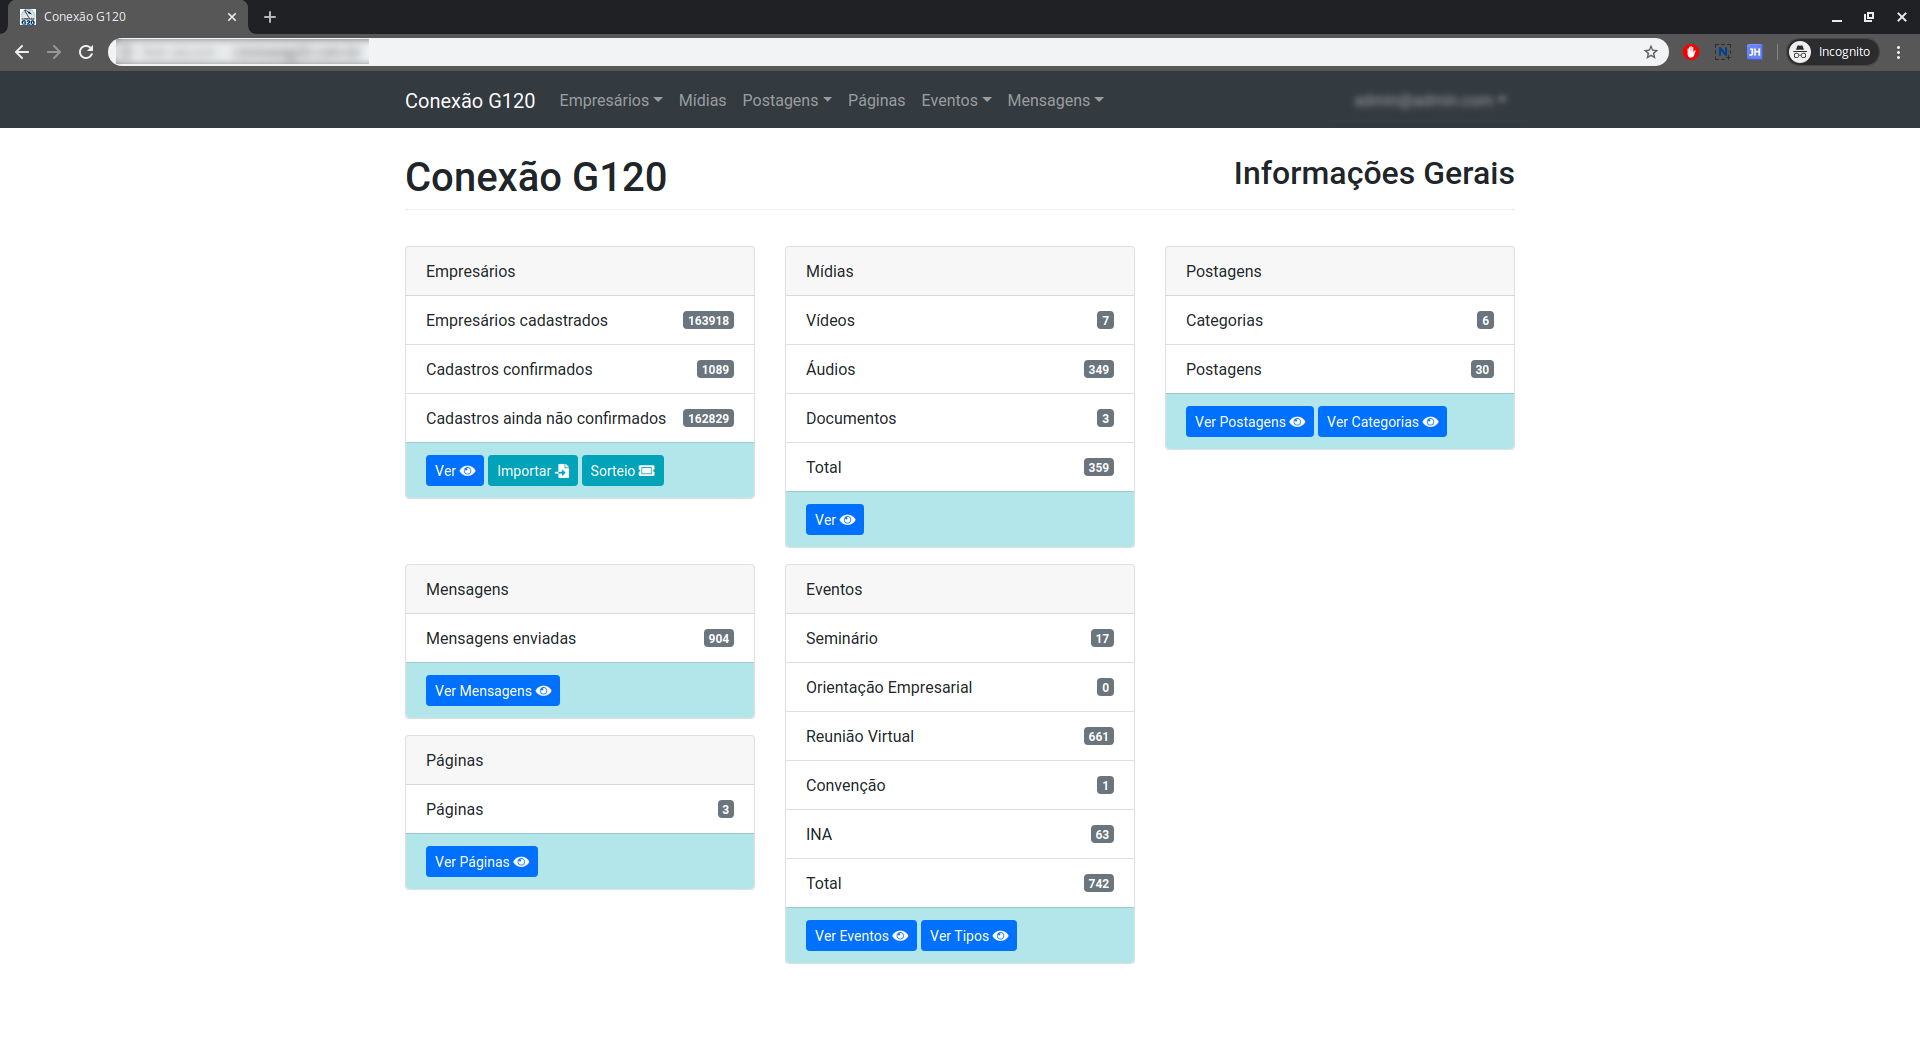 Conexão G120
Incognito
Conexão G120 Empresários Mídias Postagens Páginas Eventos Mensagens
Conexão G120
Informações Gerais
Empresários
Empresários cadastrados 163918
Cadastros confirmados 1089
Cadastros ainda não confirmados 162829
Ver Importar Sorteio
Mídias
Vídeos 7
Áudios 349
Documentos 3
Total 359
Ver
Postagens
Categorias 6
Postagens 30
Ver Postagens Ver Categorias
Mensagens
Mensagens enviadas 904
Ver Mensagens
Páginas
Páginas 3
Ver Páginas
Eventos
Seminário 17
Orientação Empresarial 0
Reunião Virtual 661
Convenção 1
INA 63
Total 742
Ver Eventos Ver Tipos